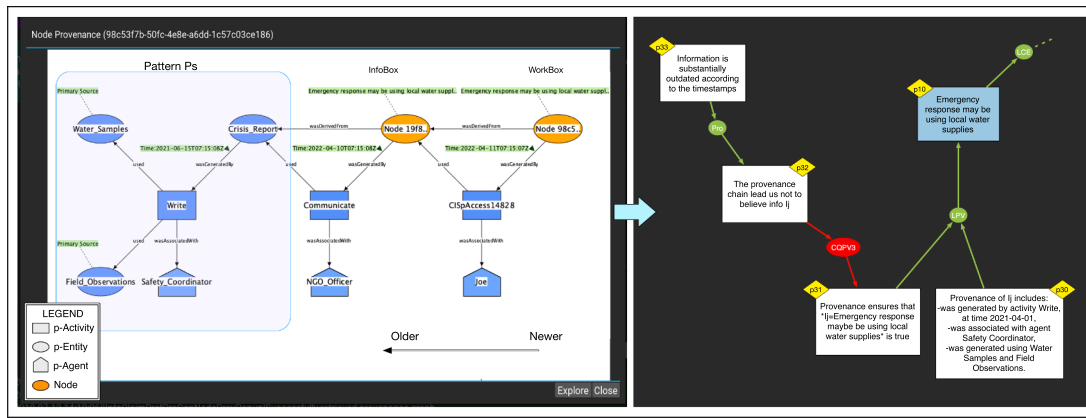 Node Provenance (98c53f7b-50fc-4e8e-a6dd-1c57c03ce186)
Pattern Ps
InfoBox
WorkBox
Primary Source
Emergency response may be using local water suppl..
Emergency response may be using local water suppl..
Water_Samples
Crisis_Report
wasDerivedFrom
Node 19f8..
wasDerivedFrom
Node 98c5..
Time:2021-06-15T07:15:08Z
Time:2022-04-10T07:15:08Z
Time:2022-04-11T07:15:07Z
used
wasGeneratedBy
used
wasGeneratedBy
used
wasGeneratedBy
Write
Communicate
CISpAccess14828
used
wasAssociatedWith
wasAssociatedWith
wasAssociatedWith
Primary Source
Field_Observations
Safety_Coordinator
NGO_Officer
Joe
LEGEND
p-Activity
p-Entity
p-Agent
Node
Older
Newer
Explore
Close
p33
Information is
substantially
outdated according
to the timestamps
Pro
p32
The provenance
chain lead us not to
believe info Ij
CQPV3
p31
Provenance ensures that
"Ij=Emergency response
maybe be using local
water supplies" is true
LCE
p10
Emergency
response may be
using local water
supplies
LPV
p30
Provenance of Ij includes:
-was generated by activity Write,
at time 2021-04-01,
-was associated with agent
Safety Coordinator,
-was generated using Water
Samples and Field
Observations.